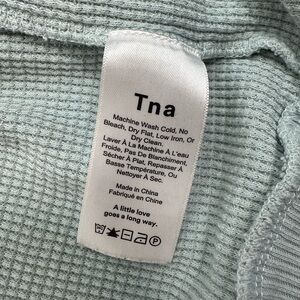 Tna
Machine Wash Cold, No
Bleach, Dry Flat, Low Iron, Or
Dry Clean.
Laver À La Machine À L'eau
Froide, Pas De Blanchiment,
Sécher À Plat, Repasser À
Basse Température, Ou
Nettoyer À Sec.
Made in China
Fabriqué en China
A little love
goes a long way.